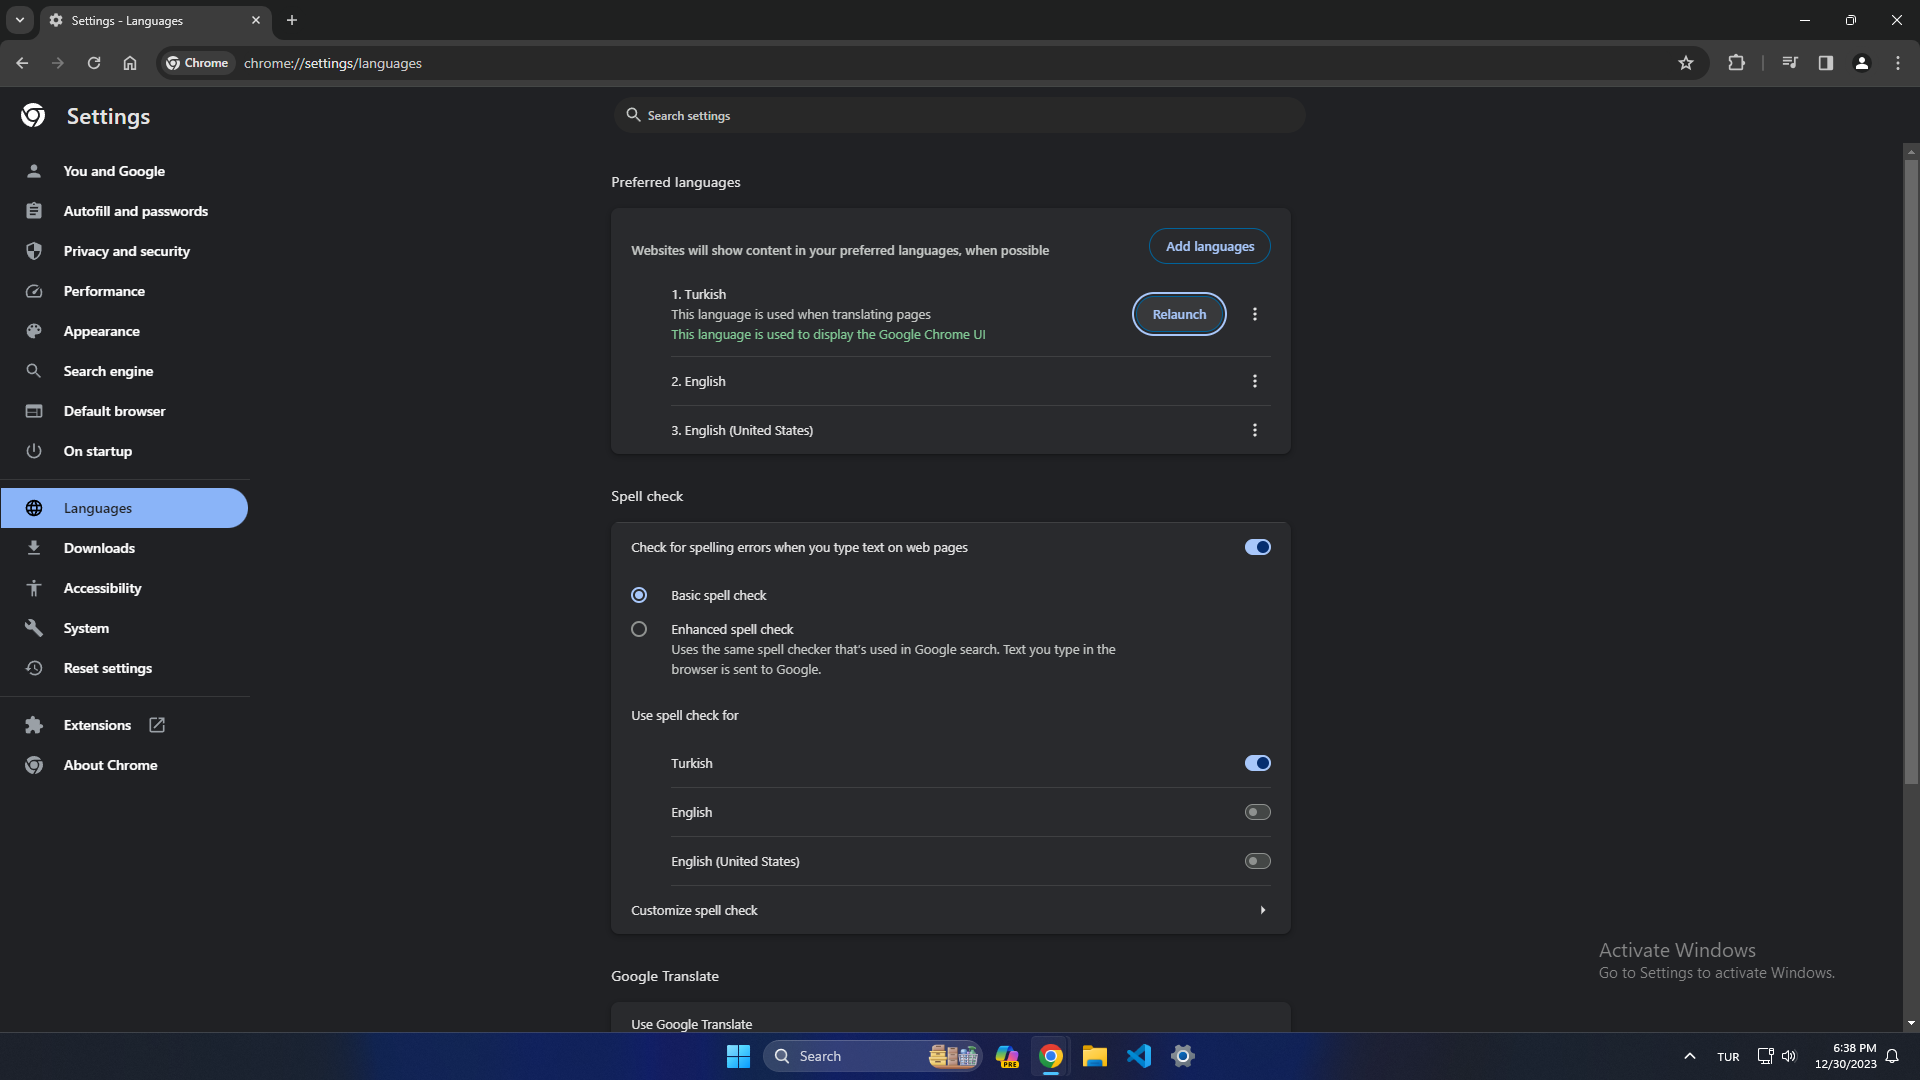 Settings - Languages
Chrome
chrome://settings/languages
Settings
Search settings
You and Google
Autofill and passwords
Privacy and security
Performance
Appearance
Search engine
Default browser
On startup
Languages
Downloads
Accessibility
System
Reset settings
Extensions
About Chrome
Preferred languages
Websites will show content in your preferred languages, when possible
Add languages
1. Turkish
This language is used when translating pages
This language is used to display the Google Chrome UI
Relaunch
2. English
3. English (United States)
Spell check
Check for spelling errors when you type text on web pages
Basic spell check
Enhanced spell check
Uses the same spell checker that's used in Google search. Text you type in the
browser is sent to Google.
Use spell check for
Turkish
English
English (United States)
Customize spell check
Google Translate
Use Google Translate
Activate Windows
Go to Settings to activate Windows.
Search
PRE
TUR
6:38 PM
12/30/2023